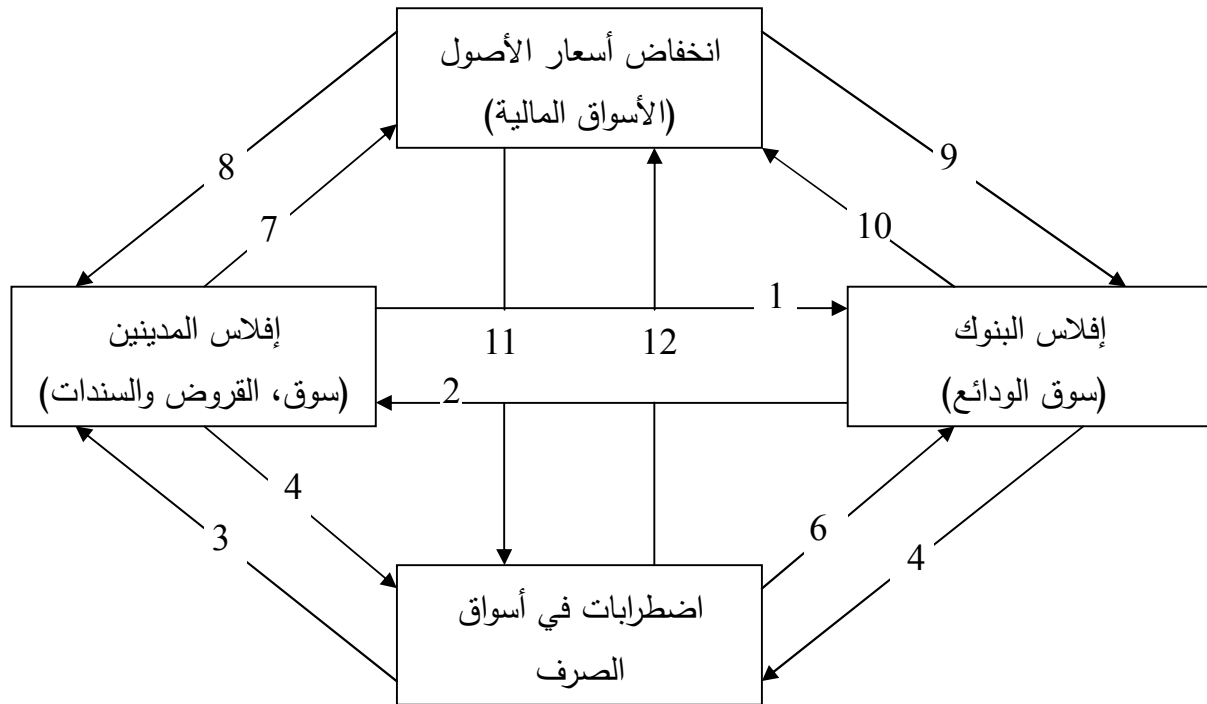 انخفاض أسعار الأصول
(الأسواق المالية)
8
9
7
10
إفلاس المدينين
(سوق، القروض والسندات)
1
إفلاس البنوك
(سوق الودائع)
11
12
2
4
3
6
4
اضطرابات في أسواق
الصرف